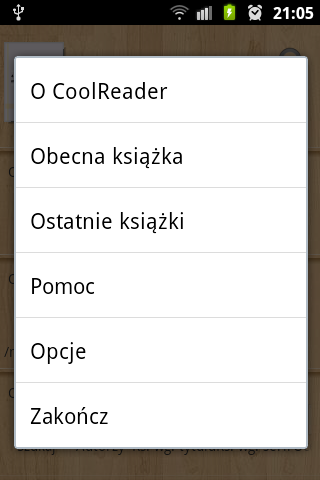 21:05
O CoolReader
Obecna książka
Ostatnie książki
Pomoc
Opcje
Zakończ